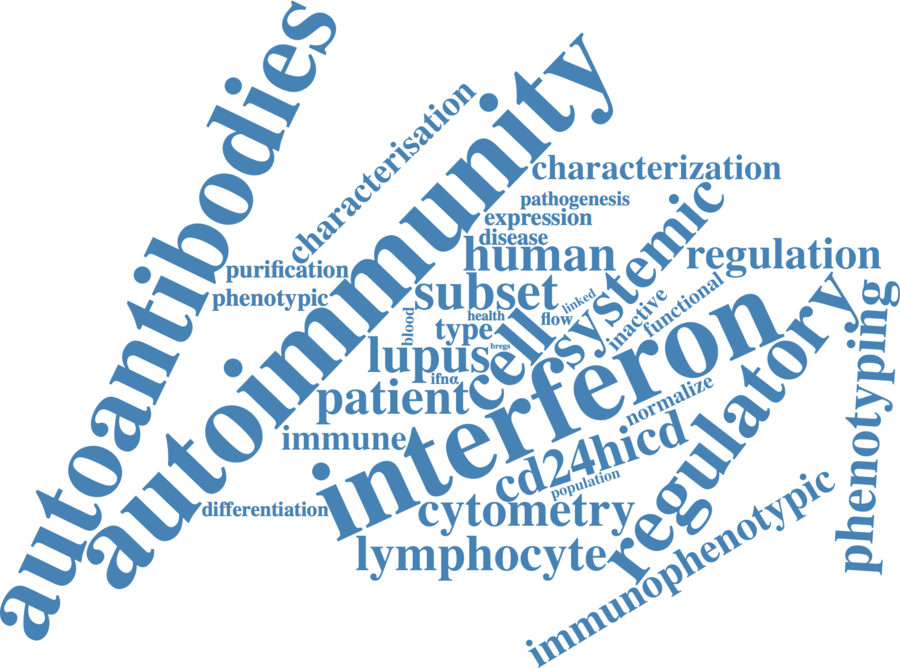 autoantibodies
autoimmunity
characterisation
characterization
pathogenesis
expression
disease
human
systemic
regulation
purification
phenotypic
subset
linked
inactive
functional
blood
health
type
flow
bregs
lupus
cell
ifnα
interferon
regulatory
phenotyping
patient
normalize
immune
cd24hicd
population
differentiation
cytometry
lymphocyte
immunophenotypic